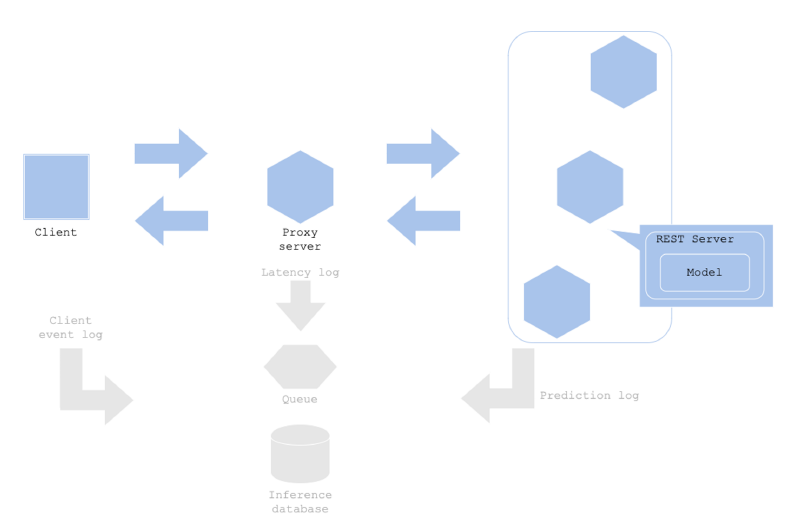 Client
Proxy
server
REST Server
Model
Latency log
Client
event log
Queue
Prediction log
Inference
database